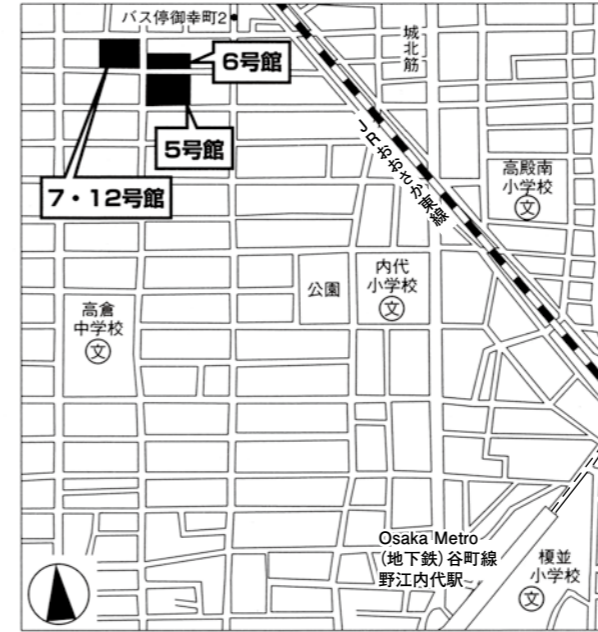 バス停御幸町2
城
北
筋
6号館
5号館
7・12号館
JRおおさか東線
高殿南
小学校
文
内代
小学校
文
公園
高倉
中学校
文
Osaka Metro
(地下鉄)谷町線
野江内代駅
榎並
小学校
文